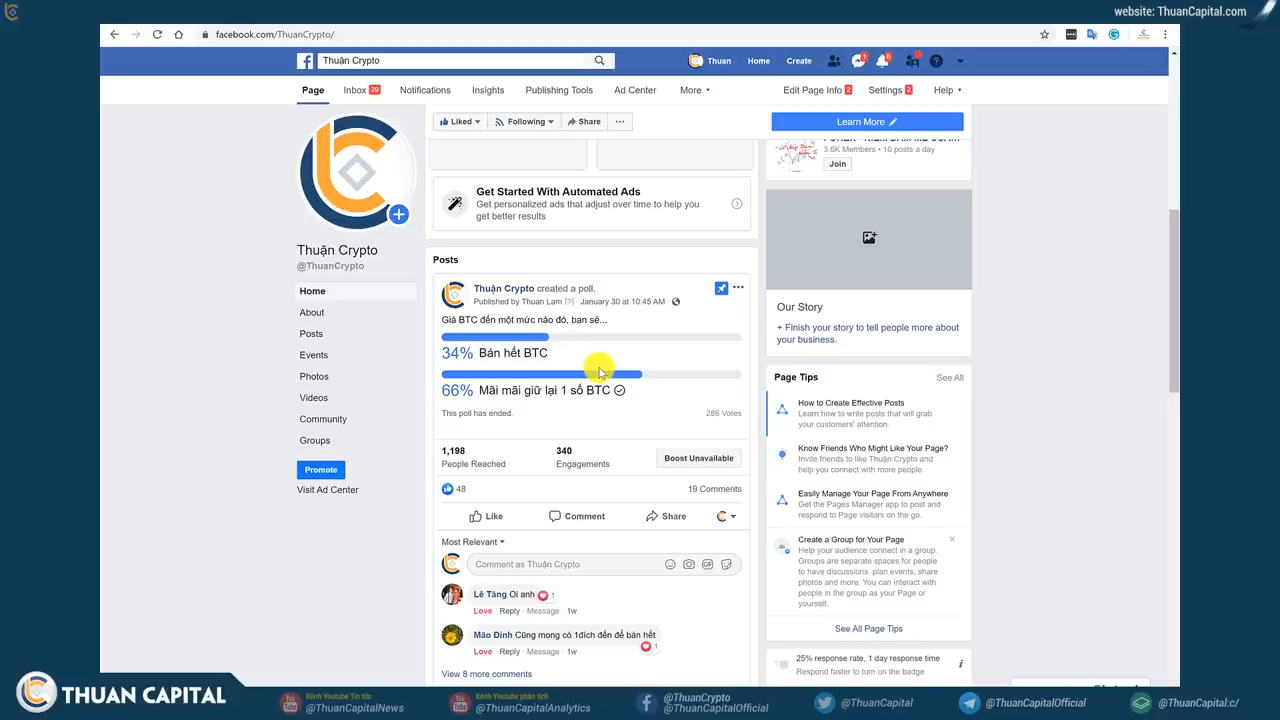 website: ThuanCapital.com
facebook.com/ThuanCrypto/
Thuận Crypto
Thuan
Home
Create
1
6
Page
Inbox 29
Notifications
Insights
Publishing Tools
Ad Center
More
Edit Page Info 2
Settings 2
Help
Liked
Following
Share
Learn More
3.6K Members • 10 posts a day
Join
Get Started With Automated Ads
Get personalized ads that adjust over time to help you
get better results
Thuận Crypto
@ThuanCrypto
Home
About
Posts
Events
Photos
Videos
Community
Groups
Promote
Visit Ad Center
Posts
Thuận Crypto created a poll.
Published by Thuan Lam [?] · January 30 at 10:45 AM ·
Giá BTC đến một mức nào đó, bạn sẽ...
34% Bán hết BTC
66% Mãi mãi giữ lại 1 số BTC
This poll has ended.
286 Votes
1,198
People Reached
340
Engagements
Boost Unavailable
48
19 Comments
Like
Comment
Share
Most Relevant
Comment as Thuận Crypto
GIF
Lê Tăng Oi anh
1
Love · Reply · Message · 1w
Mão Đinh Cũng mong có 1đích đến để bán hết
1
Love · Reply · Message · 1w
View 8 more comments
Our Story
+ Finish your story to tell people more about
your business.
Page Tips
See All
How to Create Effective Posts
Learn how to write posts that will grab
your customers' attention.
Know Friends Who Might Like Your Page?
Invite friends to like Thuận Crypto and
help you connect with more people.
Easily Manage Your Page From Anywhere
Get the Pages Manager app to post and
respond to Page visitors on the go.
Create a Group for Your Page
Help your audience connect in a group.
Groups are separate spaces for people
to have discussions, plan events, share
photos and more. You can interact with
people in the group as your Page or
yourself.
See All Page Tips
25% response rate, 1 day response time
Respond faster to turn on the badge
THUAN CAPITAL
Kênh Youtube Tin tức
@ThuanCapitalNews
Kênh Youtube phân tích
@ThuanCapitalAnalytics
@ThuanCrypto
@ThuanCapitalOfficial
@ThuanCapital
@ThuanCapitalOfficial
@ThuanCapital:c/